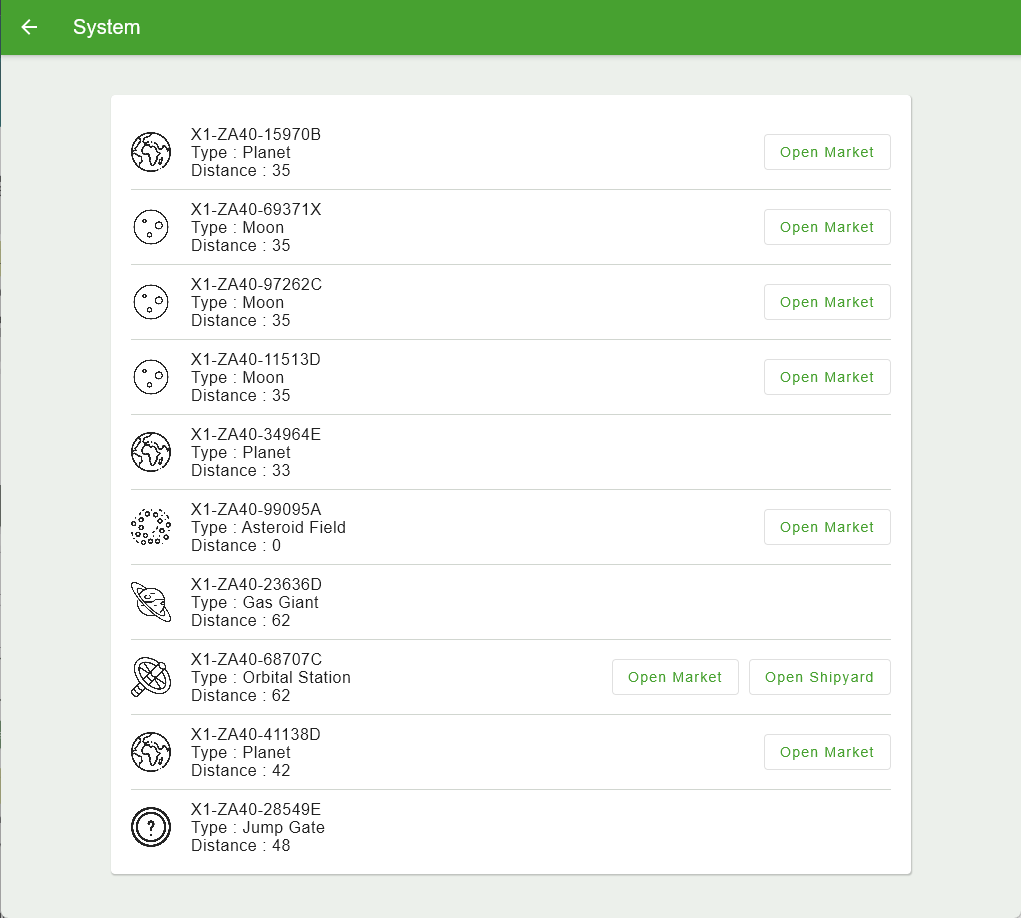 System
X1-ZA40-15970B
Type : Planet
Distance : 35
Open Market
X1-ZA40-69371X
Type : Moon
Distance : 35
Open Market
X1-ZA40-97262C
Type : Moon
Distance : 35
Open Market
X1-ZA40-11513D
Type : Moon
Distance : 35
Open Market
X1-ZA40-34964E
Type : Planet
Distance : 33
X1-ZA40-99095A
Type : Asteroid Field
Distance : 0
Open Market
X1-ZA40-23636D
Type : Gas Giant
Distance : 62
X1-ZA40-68707C
Type : Orbital Station
Distance : 62
Open Market
Open Shipyard
X1-ZA40-41138D
Type : Planet
Distance : 42
Open Market
?
X1-ZA40-28549E
Type : Jump Gate
Distance : 48